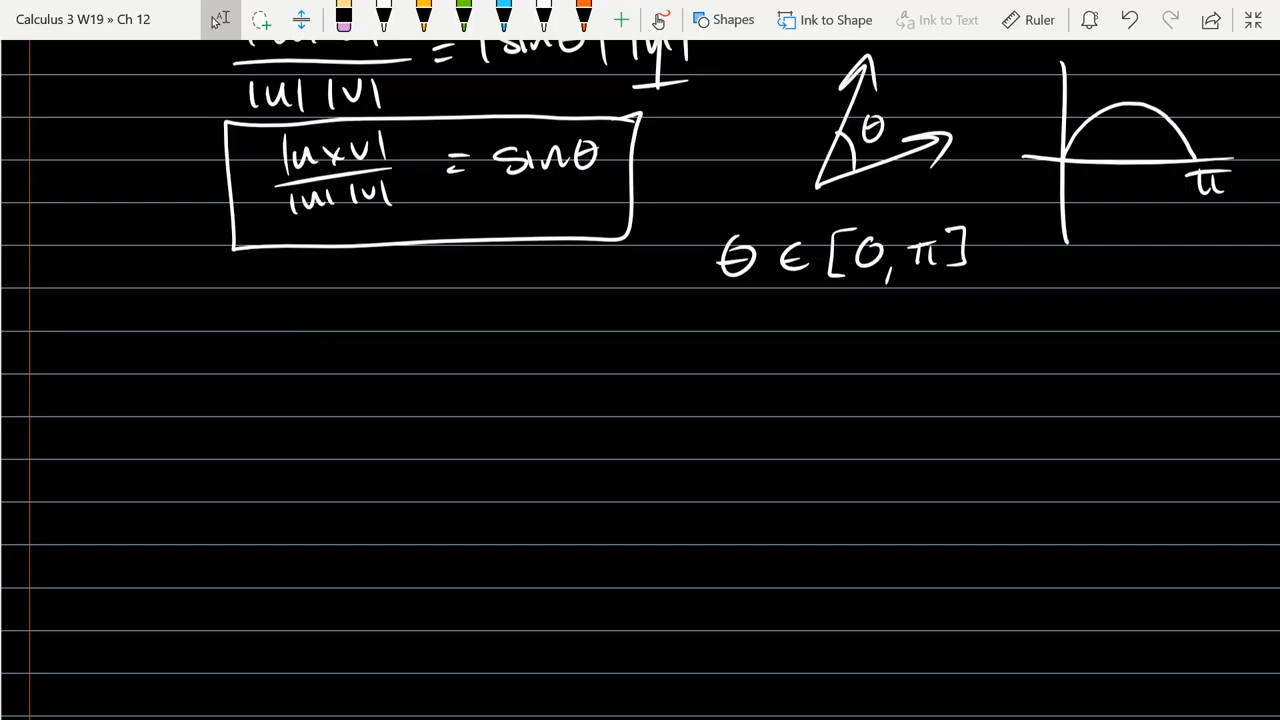 Calculus 3 W19 » Ch 12
Shapes
Ink to Shape
Ink to Text
Ruler
= |sinθ|
|u| |v|
|u×v| / |u| |v| = sinθ
θ
π
θ ∈ [0, π]